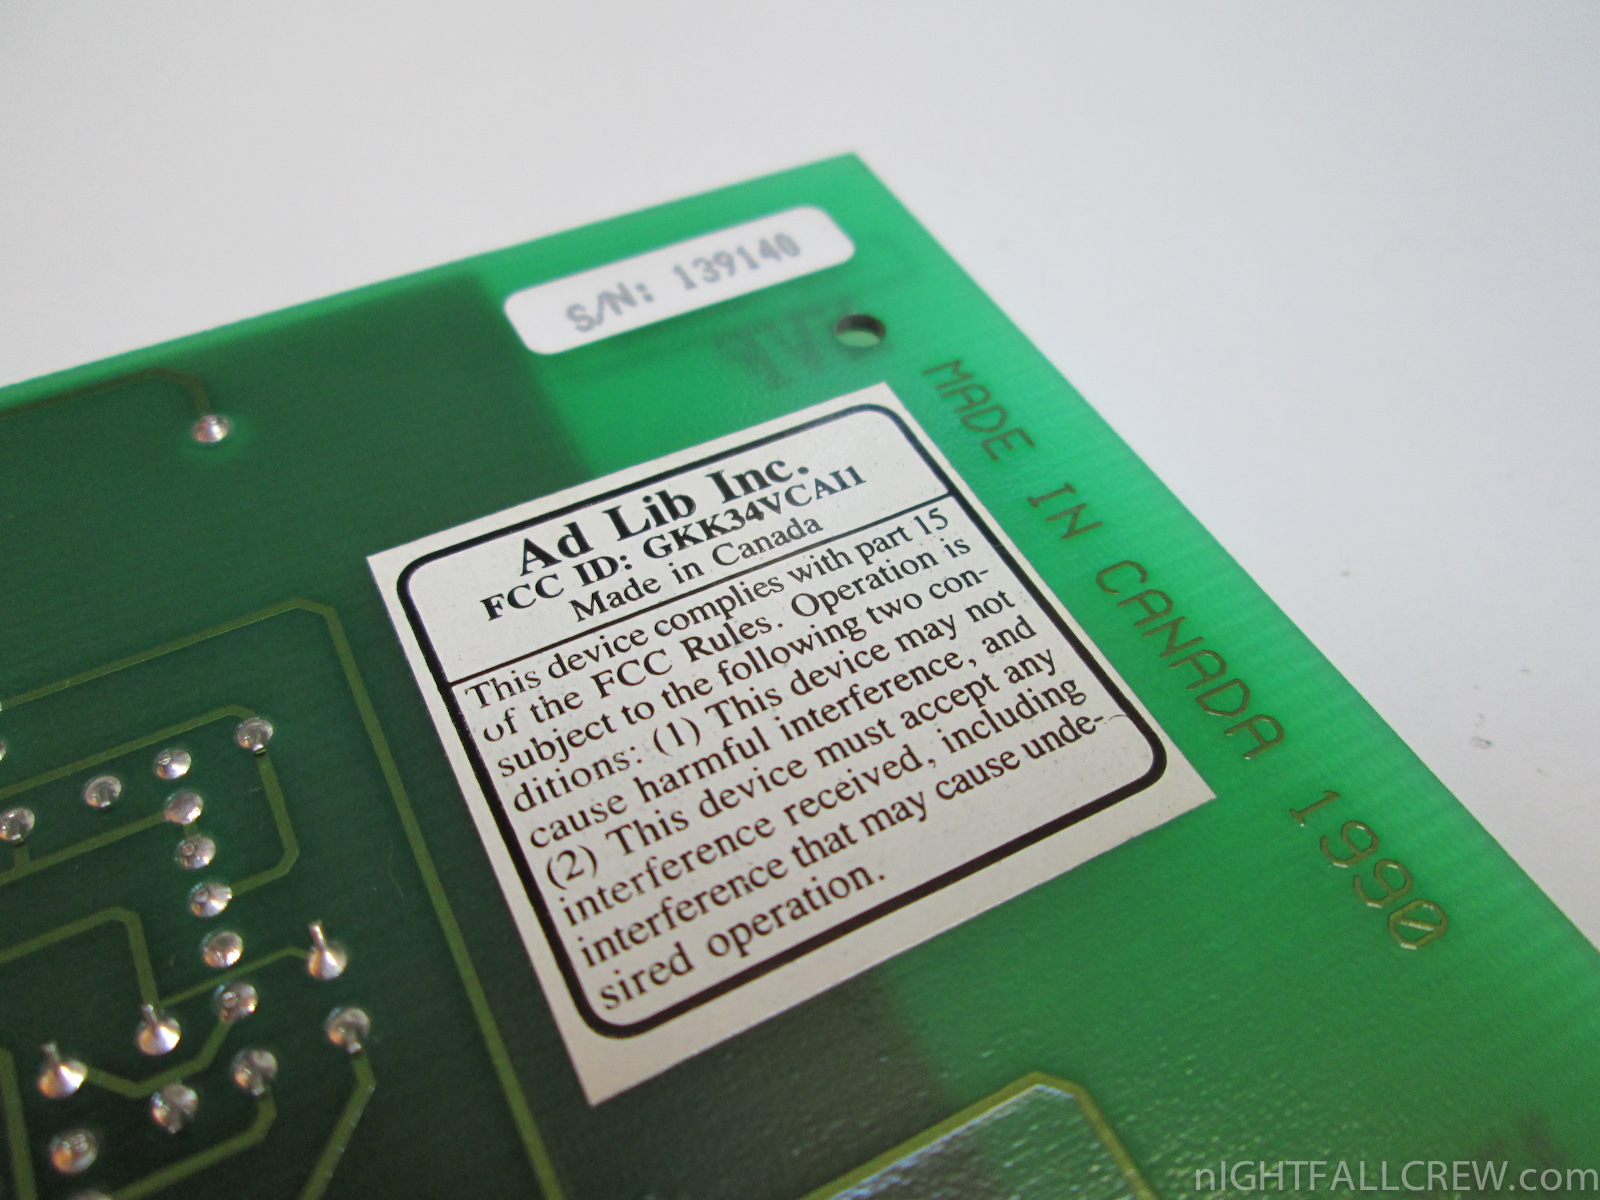 S/N: 139140
MADE IN CANADA 1990
Ad Lib Inc.
FCC ID: GKK34VCAI1
Made in Canada
This device complies with part 15
of the FCC Rules. Operation is
subject to the following two con-
ditions: (1) This device may not
cause harmful interference, and
(2) This device must accept any
interference received, including
interference that may cause unde-
sired operation.
nIGHTFALLCREW.com